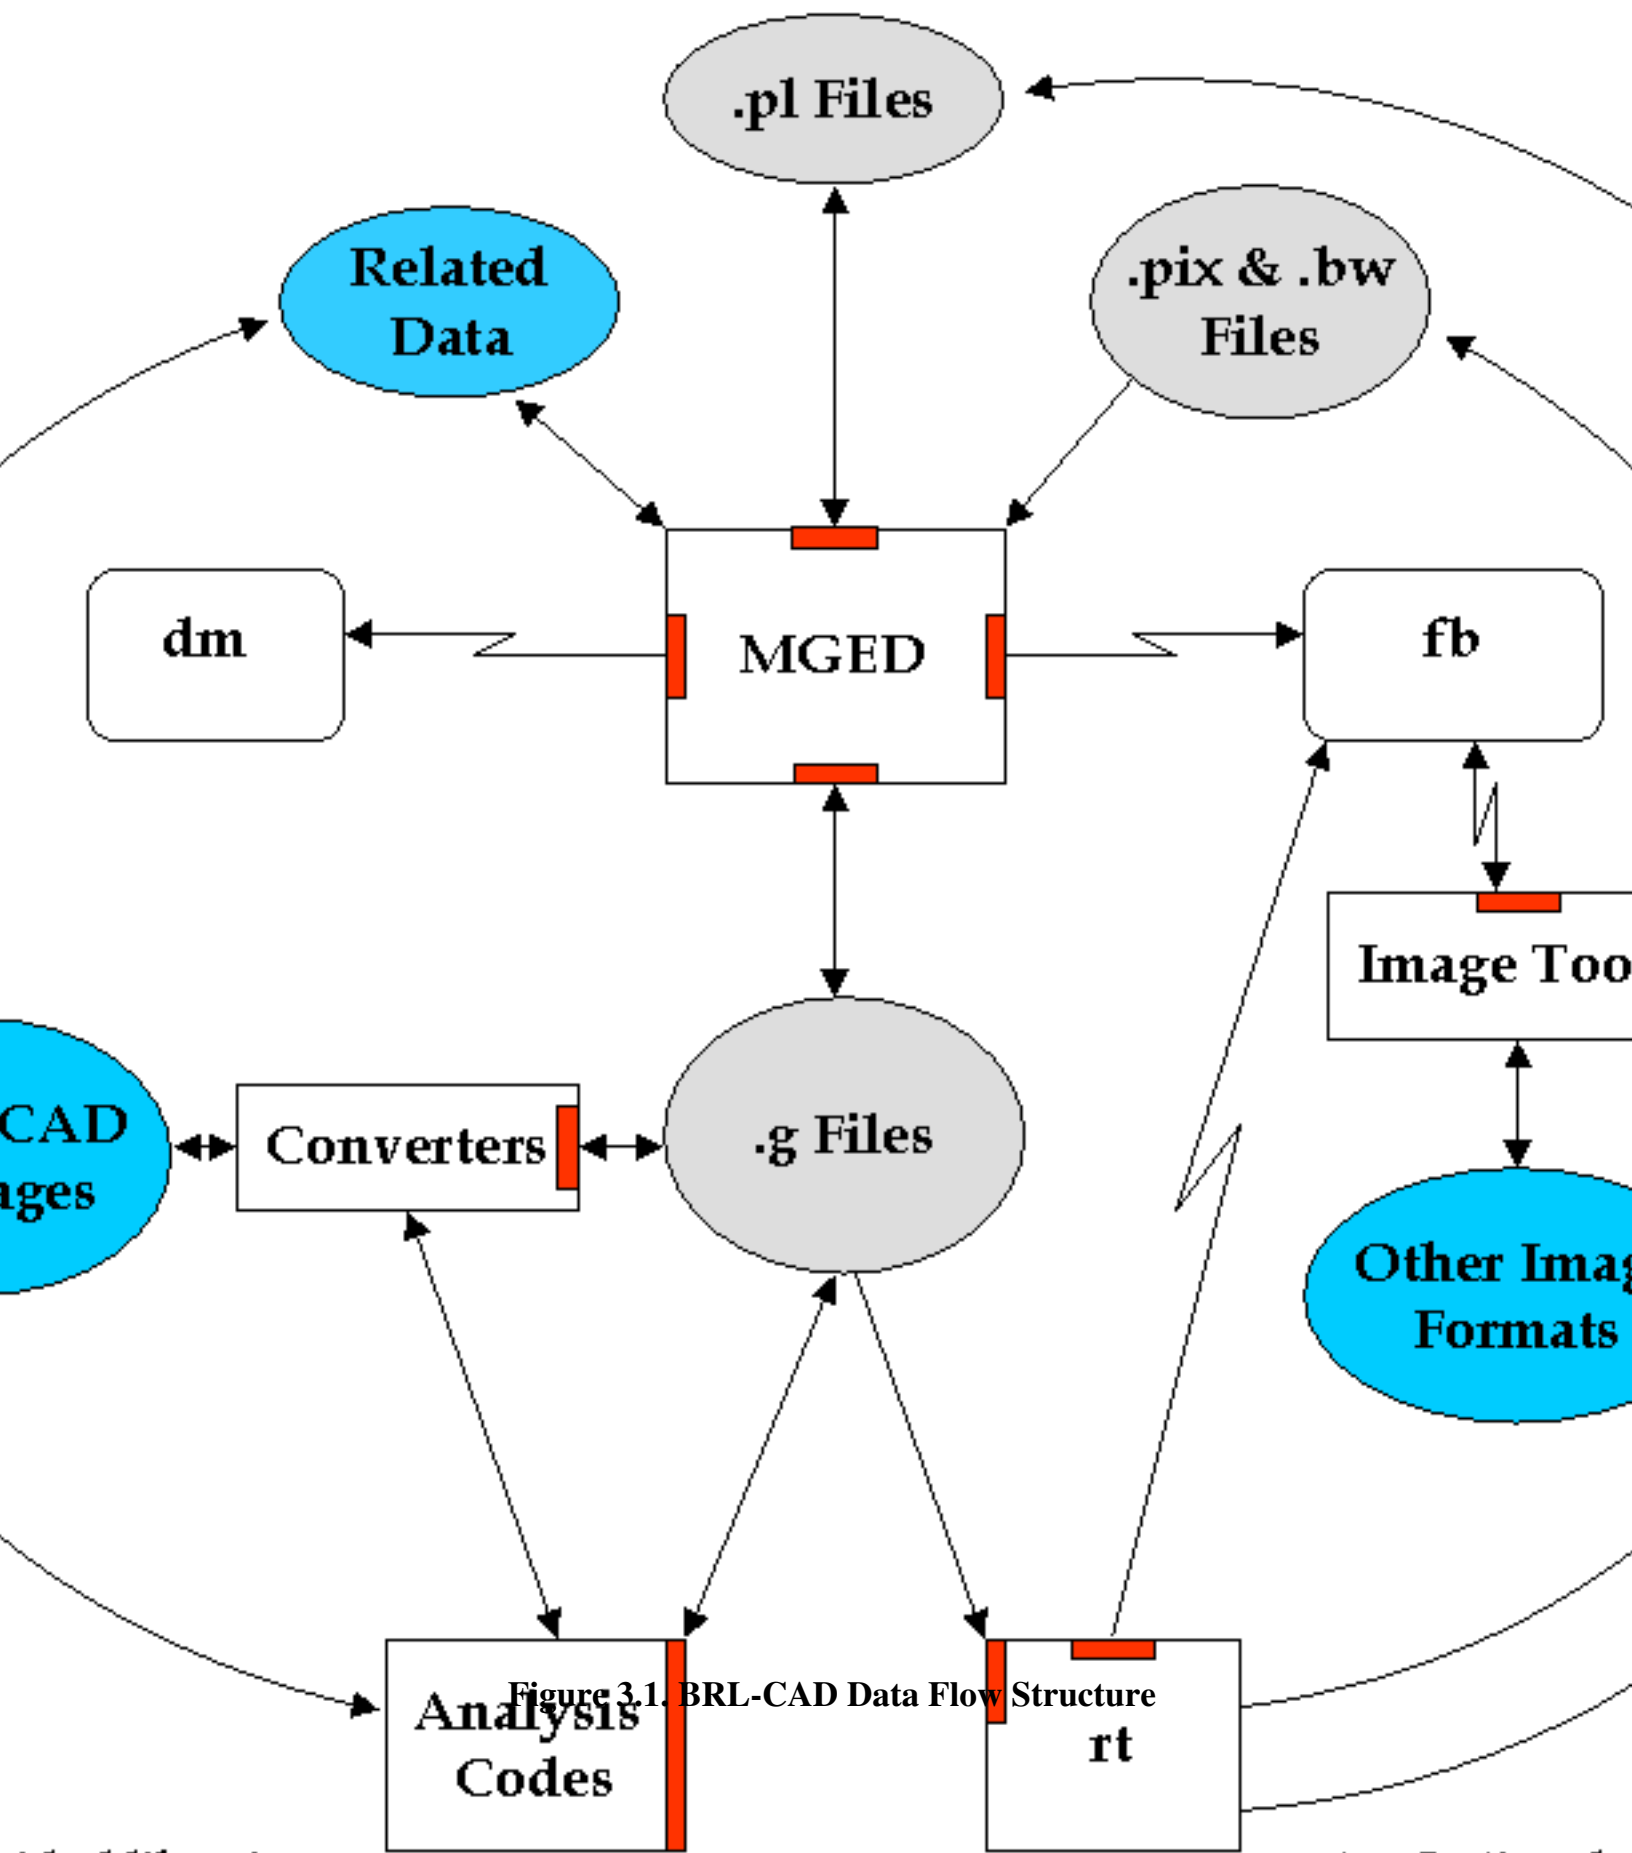 .pl Files
Related
Data
.pix & .bw
Files
dm
MGED
fb
Image Too
CAD
ages
Converters
.g Files
Other Imag
Formats
Figure 3.1. BRL-CAD Data Flow Structure
Analysis
Codes
rt